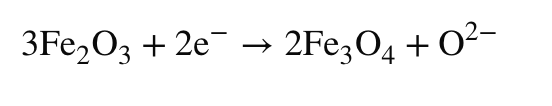 3Fe₂O₃ + 2e⁻ → 2Fe₃O₄ + O²⁻